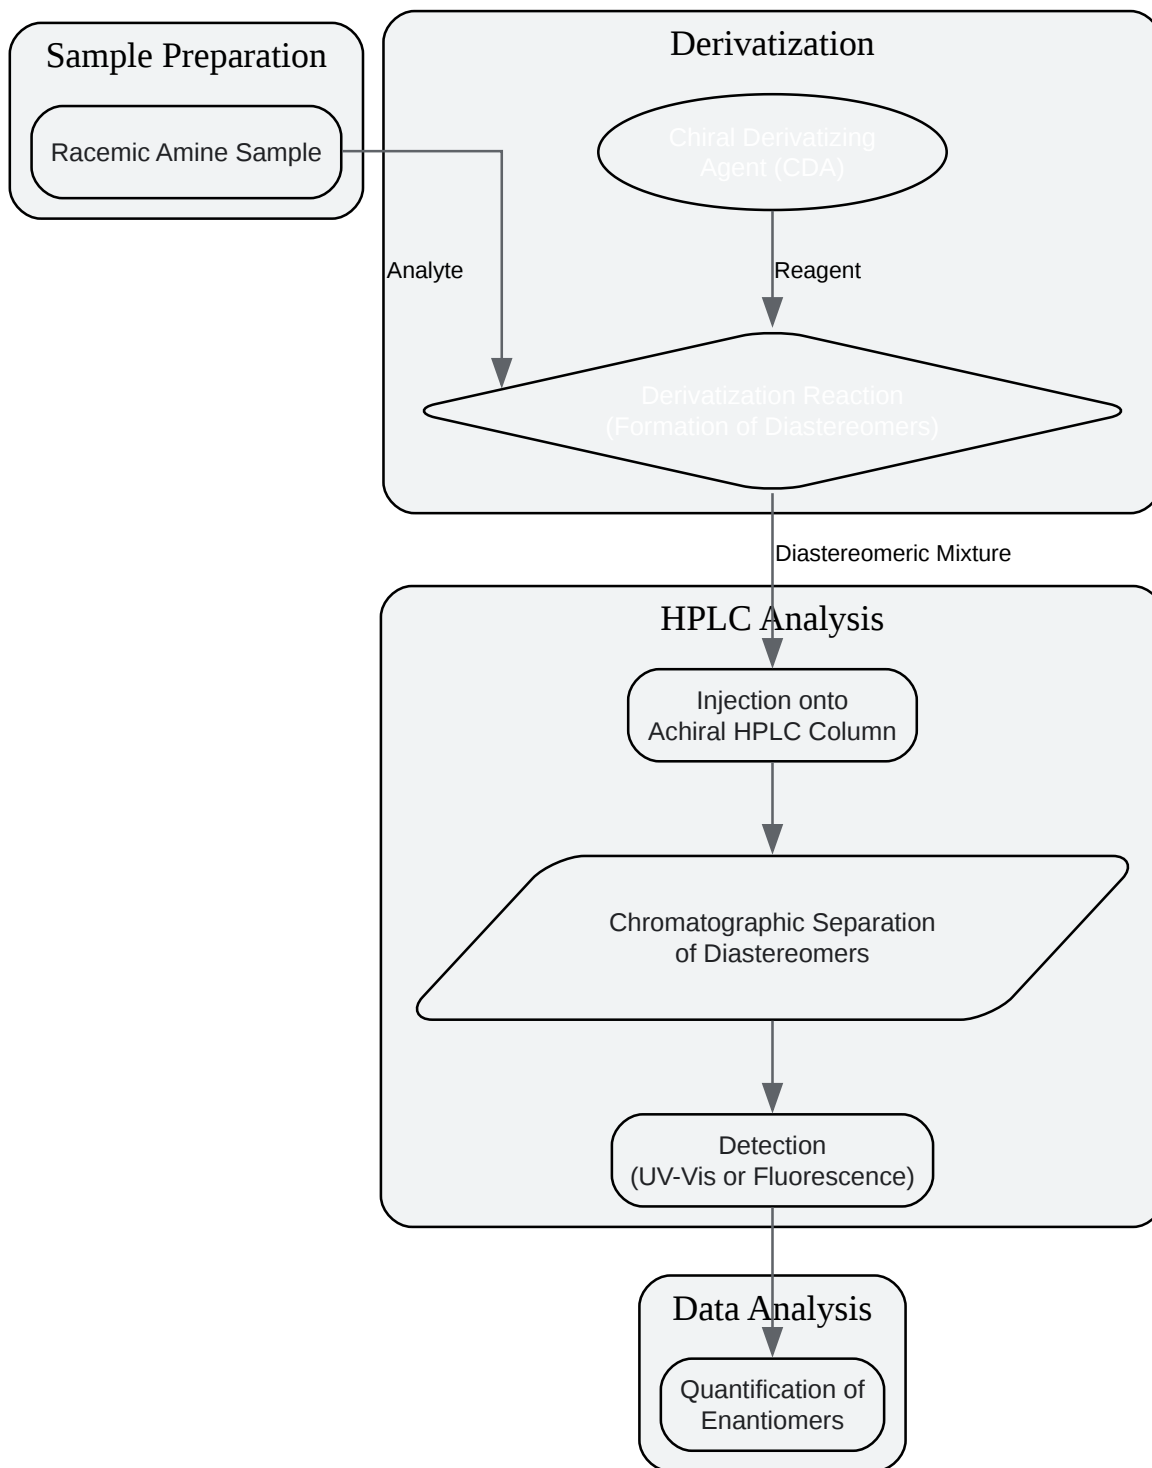 Sample Preparation
Racemic Amine Sample
Derivatization
Chiral Derivatizing
Agent (CDA)
Analyte
Reagent
Derivatization Reaction
(Formation of Diastereomers)
Diastereomeric Mixture
HPLC Analysis
Injection onto
Achiral HPLC Column
Chromatographic Separation
of Diastereomers
Detection
(UV-Vis or Fluorescence)
Data Analysis
Quantification of
Enantiomers